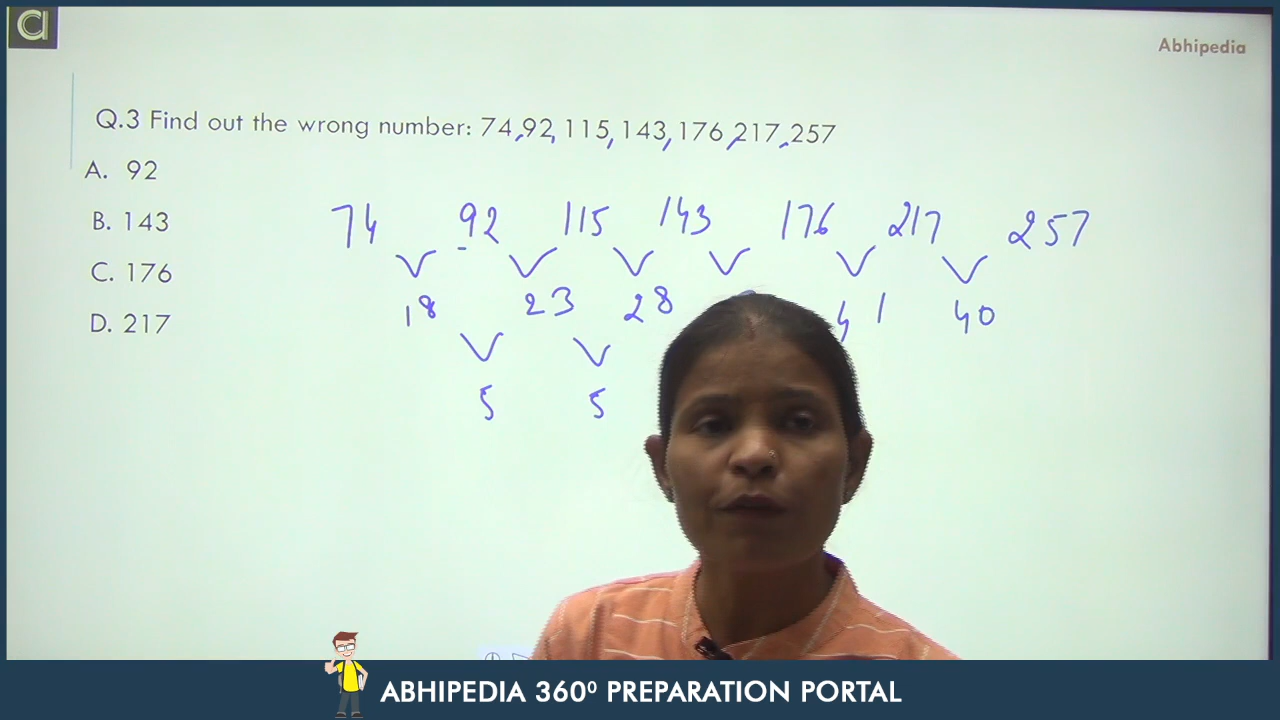 Abhipedia
Q.3 Find out the wrong number: 74,92,115,143,176,217,257
A. 92
B. 143
C. 176
D. 217
74 92 115 143 176 217 257
18 23 28 41 40
5 5
ABHIPEDIA 360⁰ PREPARATION PORTAL